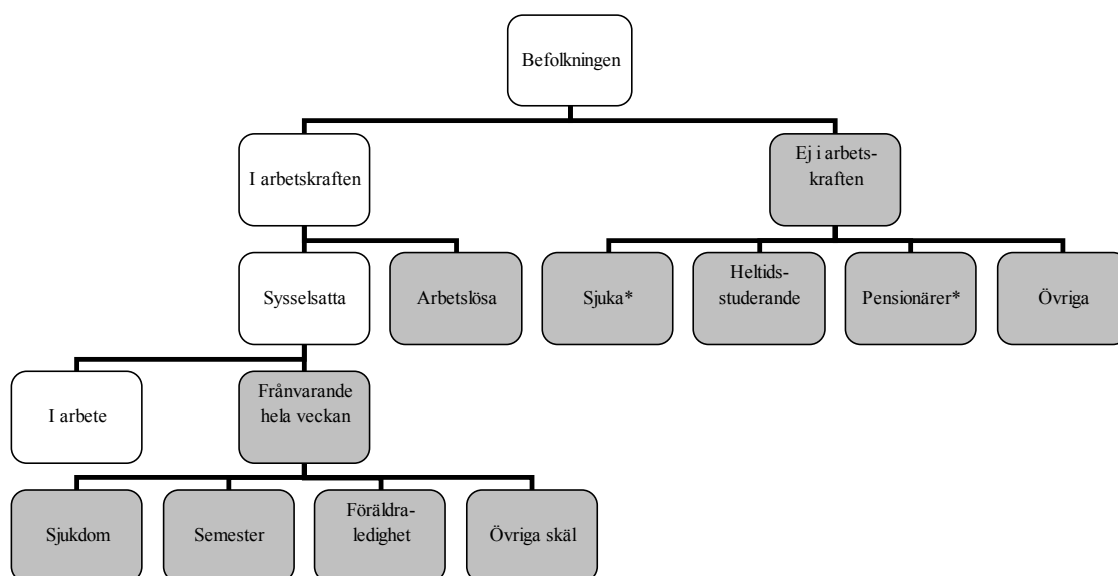 Befolkningen
I arbetskraften
Ej i arbets-
kraften
Sysselsatta
Arbetslösa
Sjuka*
Heltids-
studerande
Pensionärer*
Övriga
I arbete
Frånvarande
hela veckan
Sjukdom
Semester
Föräldra-
ledighet
Övriga skäl